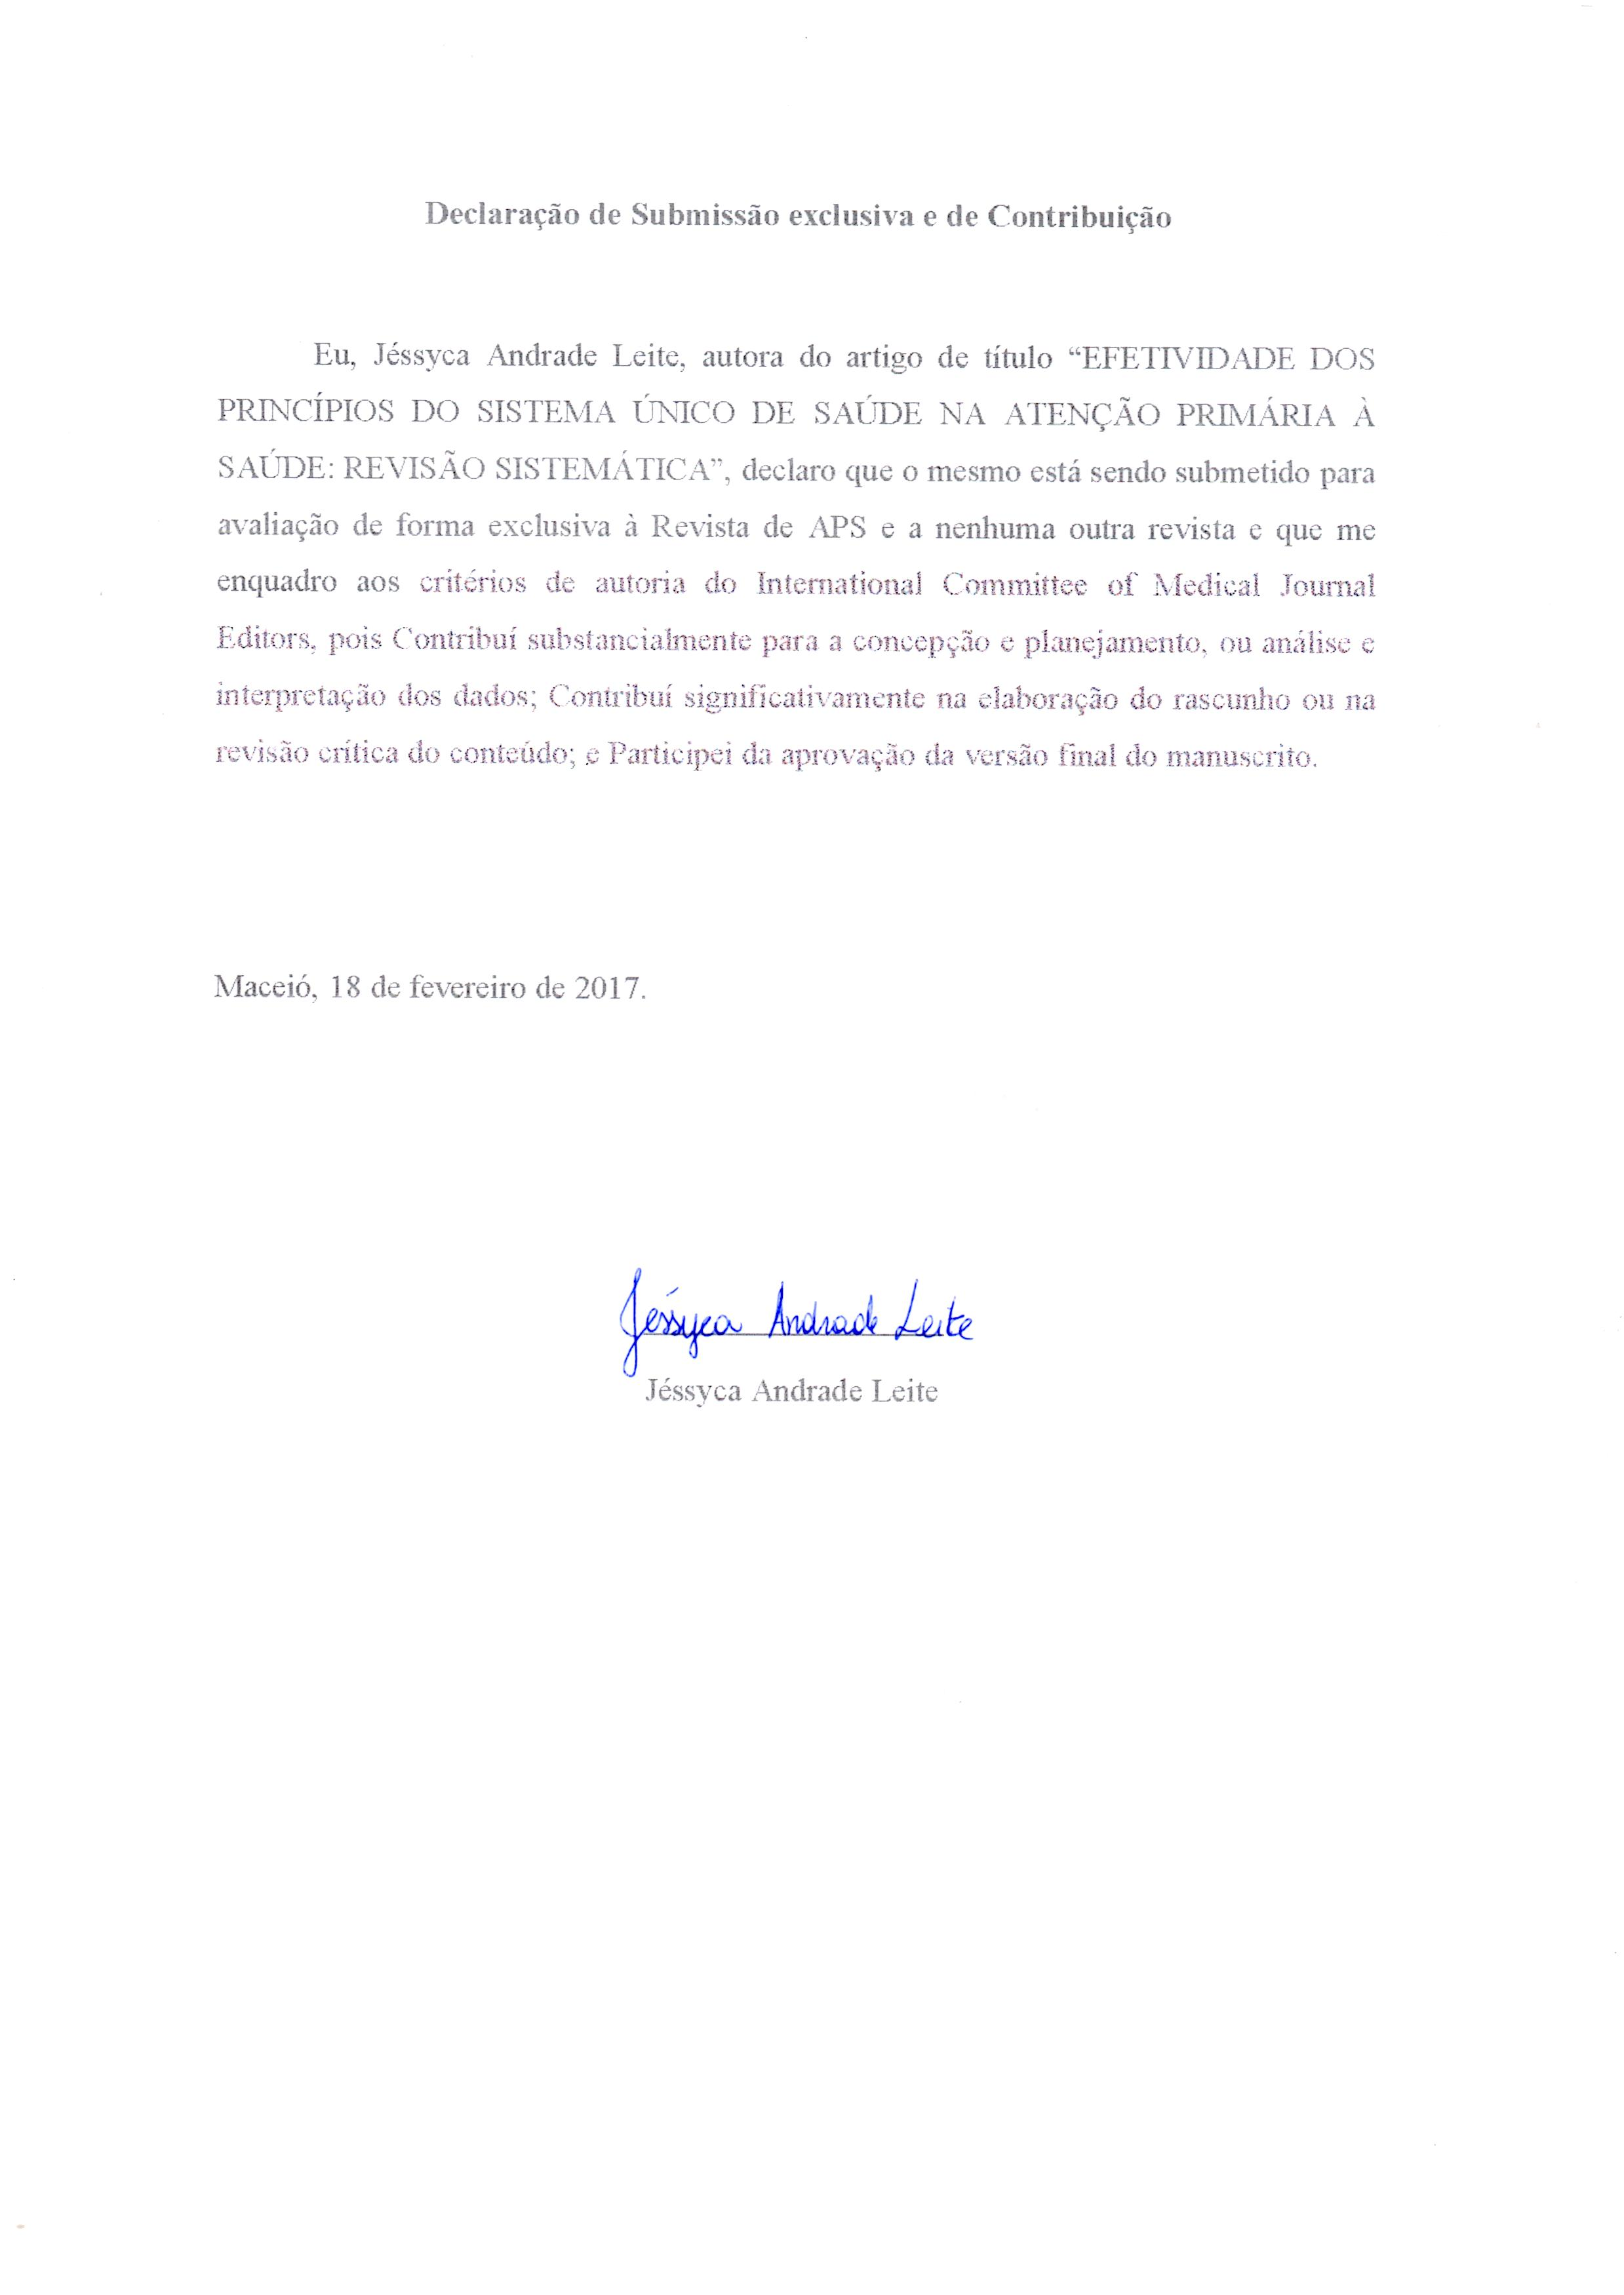 Declaração de Submissão exclusiva e de Contribuição
Eu, Jéssyca Andrade Leite, autora do artigo de título “EFETIVIDADE DOS
PRINCÍPIOS DO SISTEMA ÚNICO DE SAÚDE NA ATENÇÃO PRIMÁRIA À
SAÚDE: REVISÃO SISTEMÁTICA”, declaro que o mesmo está sendo submetido para
avaliação de forma exclusiva à Revista de APS e a nenhuma outra revista e que me
enquadro aos critérios de autoria do International Committee of Medical Journal
Editors, pois Contribuí substancialmente para a concepção e planejamento, ou análise e
interpretação dos dados; Contribuí significativamente na elaboração do rascunho ou na
revisão crítica do conteúdo; e Participei da aprovação da versão final do manuscrito.
Maceió, 18 de fevereiro de 2017.
Jéssyca Andrade Leite
Jéssyca Andrade Leite